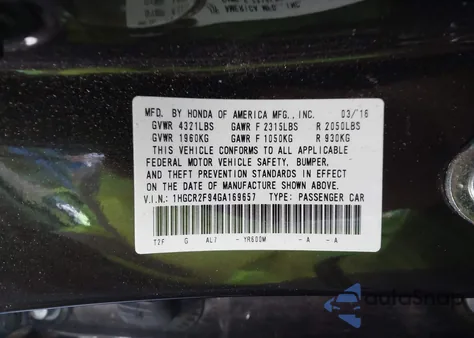 MFD. BY HONDA OF AMERICA MFG., INC. 03/16
GVWR 4321LBS GAWR F 2315LBS R 2050LBS
GVWR 1960KG GAWR F 1050KG R 930KG
THIS VEHICLE CONFORMS TO ALL APPLICABLE
FEDERAL MOTOR VEHICLE SAFETY, BUMPER,
AND THEFT PREVENTION STANDARDS IN EFFECT
ON THE DATE OF MANUFACTURE SHOWN ABOVE.
V.I.N.: 1HGCR2F94GA169657 TYPE: PASSENGER CAR
T2F G AL7 - YR600M - A - A
autoSnap